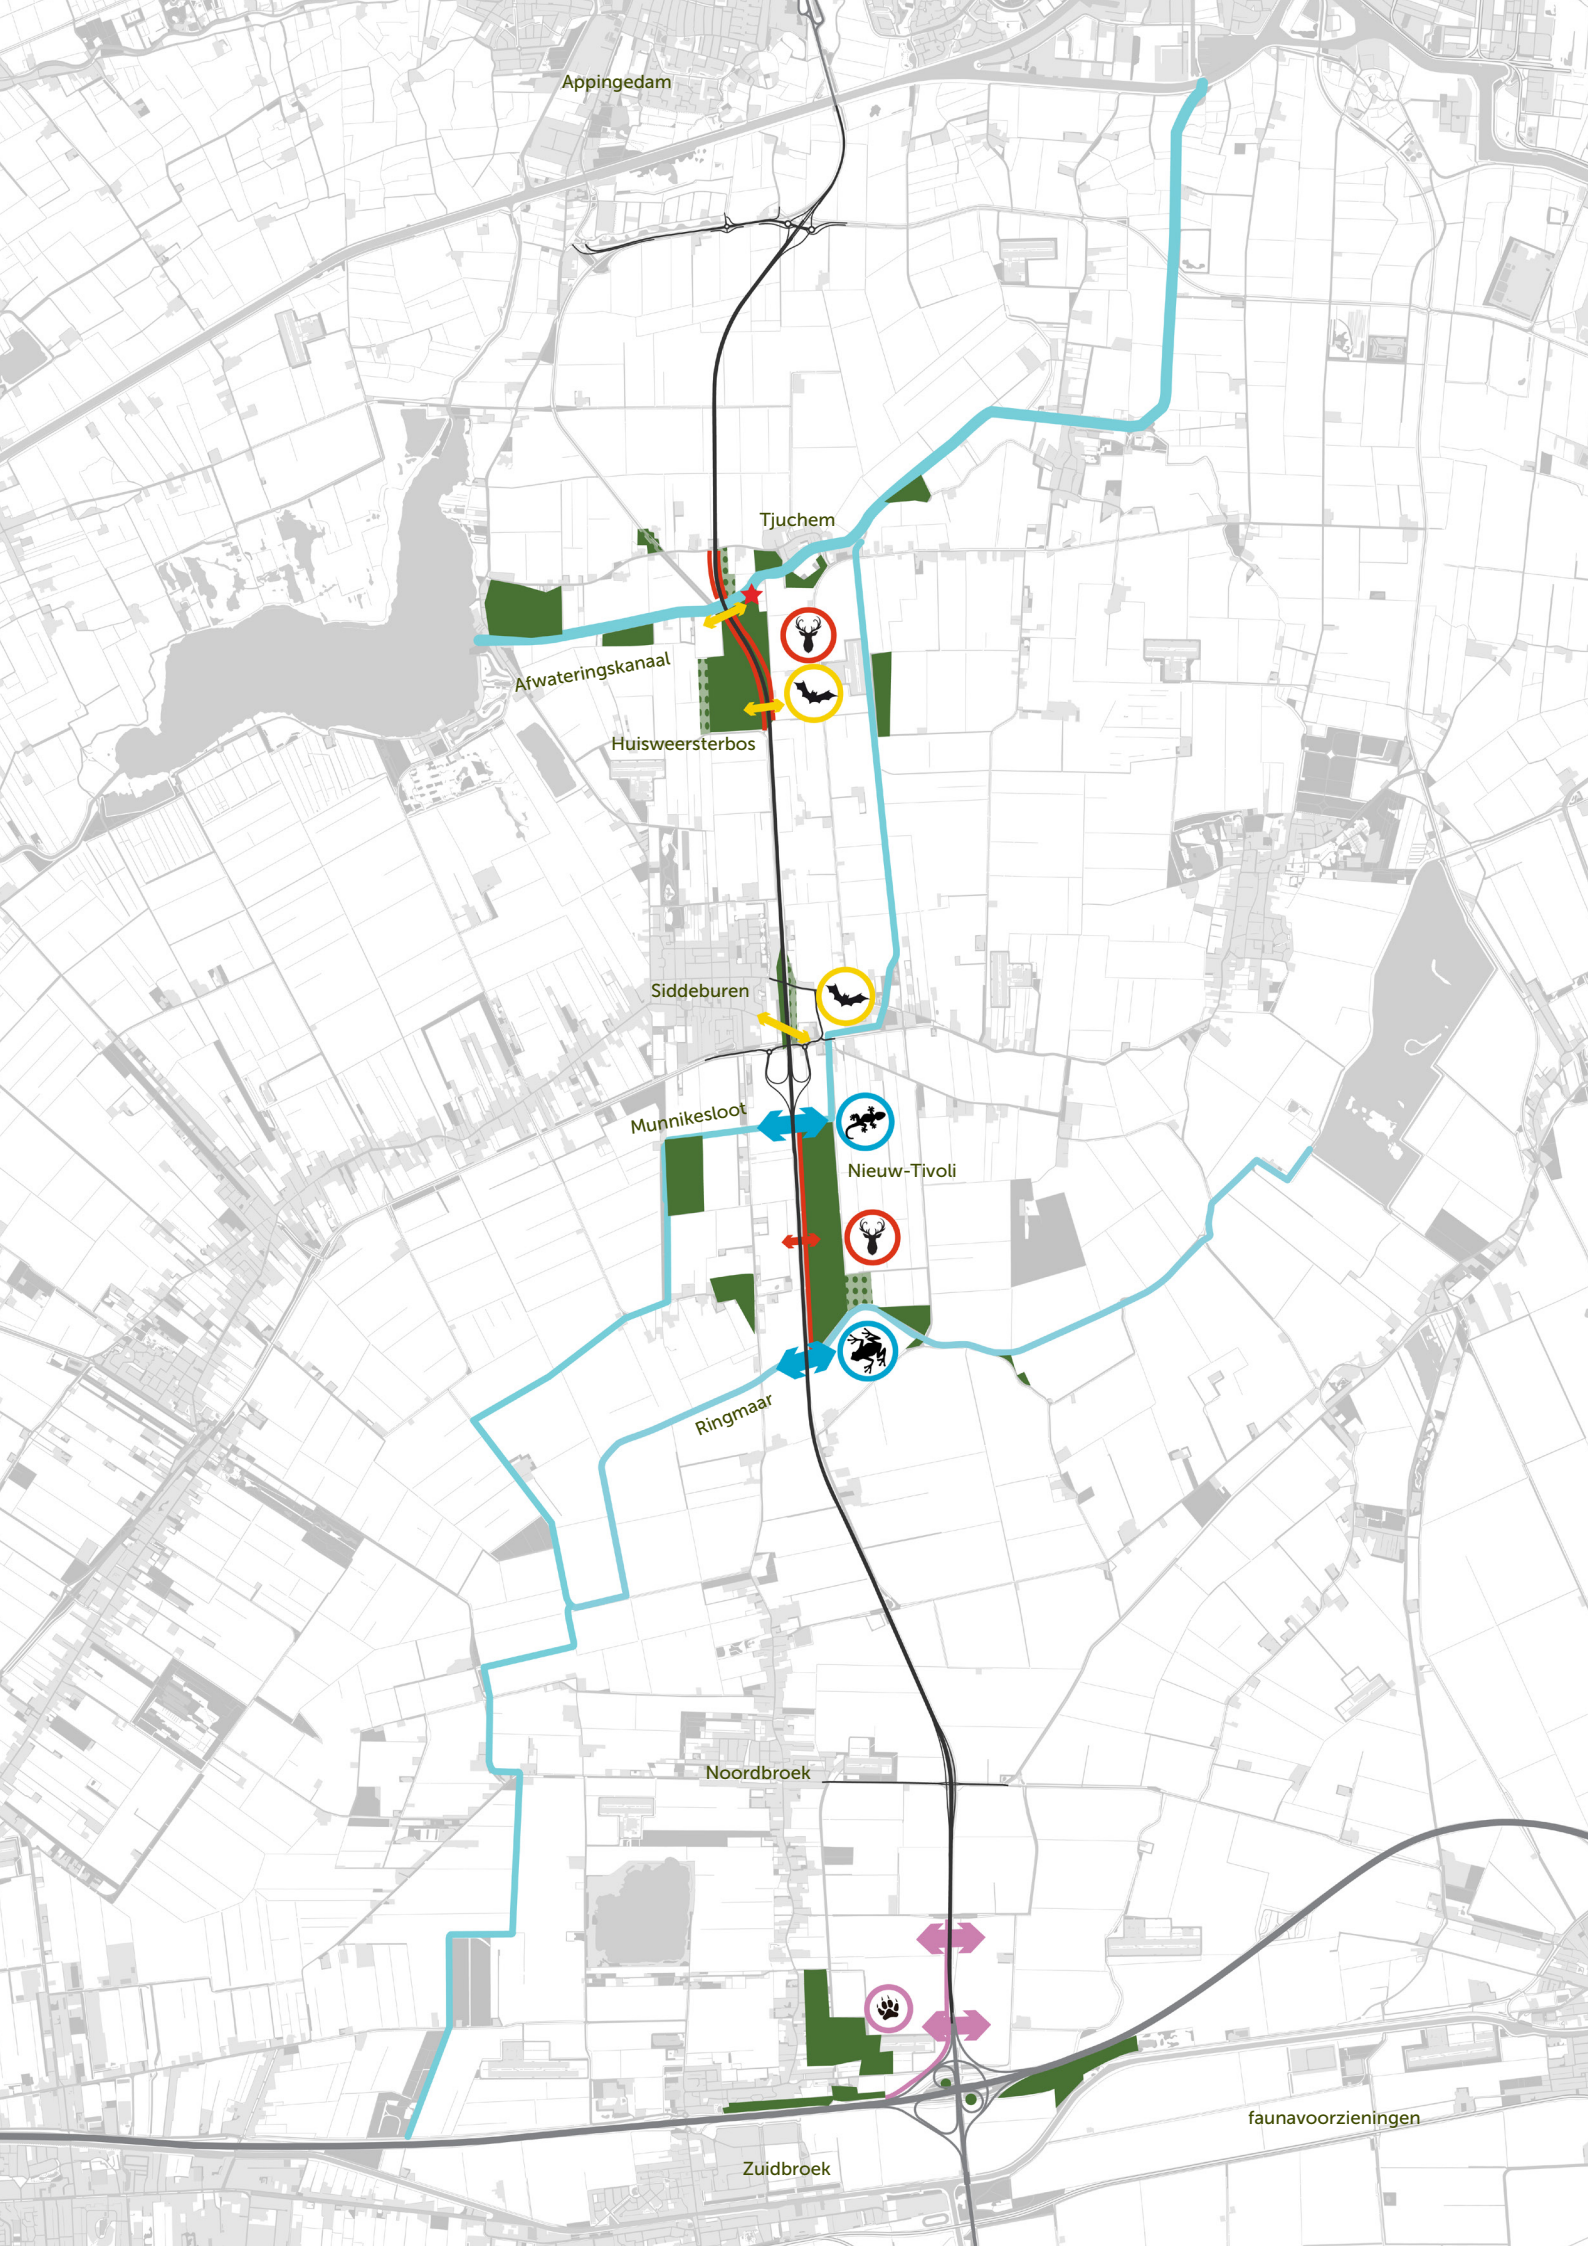 Appingedam
Tjuchem
Afwateringskanaal
Huisweersterbos
Siddeburen
Munnikesloot
Nieuw-Tivoli
Ringmaar
Noordbroek
faunavoorzieningen
Zuidbroek